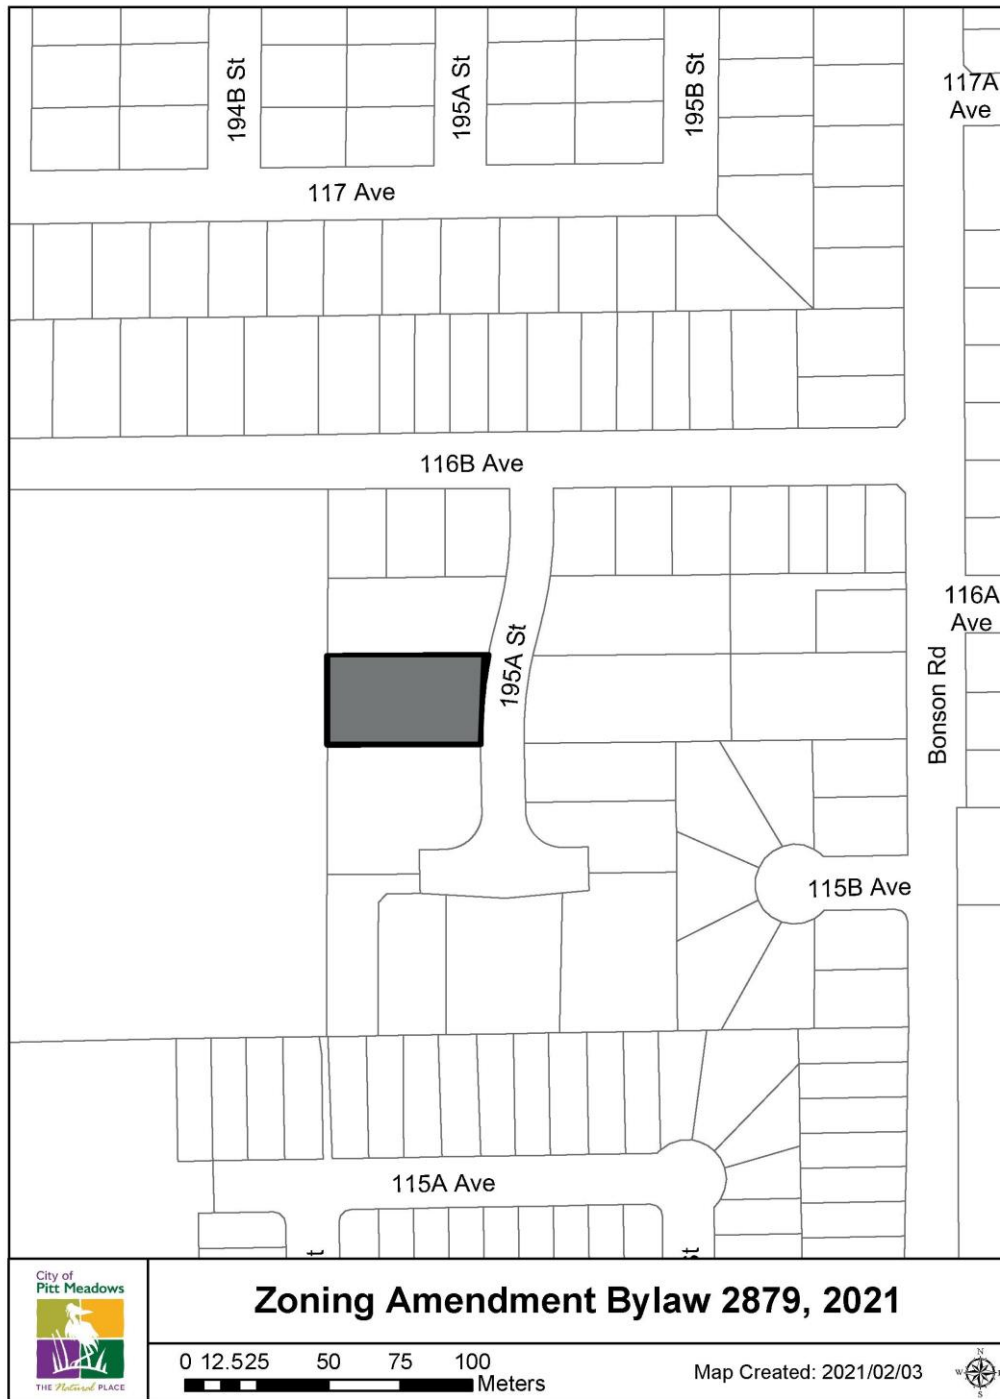 194B St
195A St
195B St
117A
Ave
117 Ave
116B Ave
195A St
116A
Ave
Bonson Rd
115B Ave
115A Ave
t
st
City of
Pitt Meadows
THE Natural PLACE
Zoning Amendment Bylaw 2879, 2021
0 12.525 50 75 100
Meters
Map Created: 2021/02/03
N
W E
S